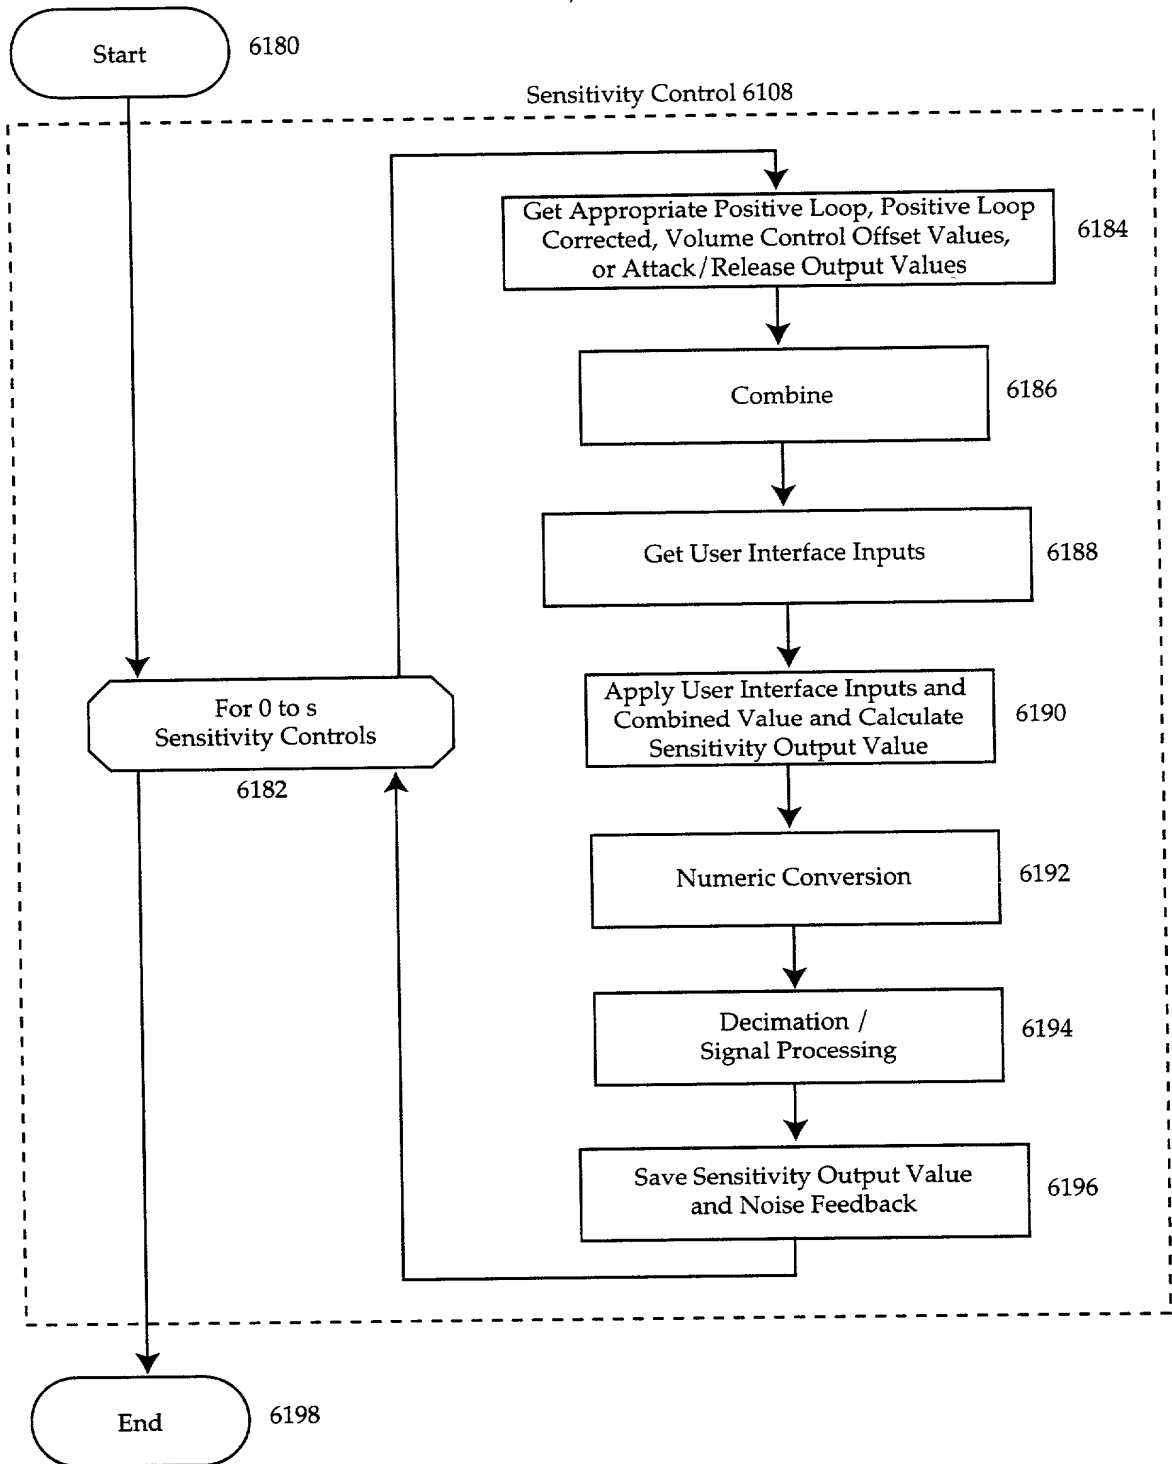 Start
6180
Sensitivity Control 6108
Get Appropriate Positive Loop, Positive Loop
Corrected, Volume Control Offset Values,
or Attack/Release Output Values
6184
Combine
6186
Get User Interface Inputs
6188
Apply User Interface Inputs and
Combined Value and Calculate
Sensitivity Output Value
6190
For 0 to s
Sensitivity Controls
6182
Numeric Conversion
6192
Decimation /
Signal Processing
6194
Save Sensitivity Output Value
and Noise Feedback
6196
End
6198